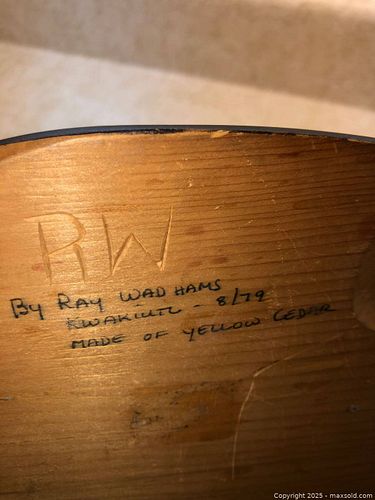 RW
By RAY WADHAMS
KWAKIUTL - 8/79
MADE OF YELLOW CEDAR
Copyright © 2025 - maxsold.com